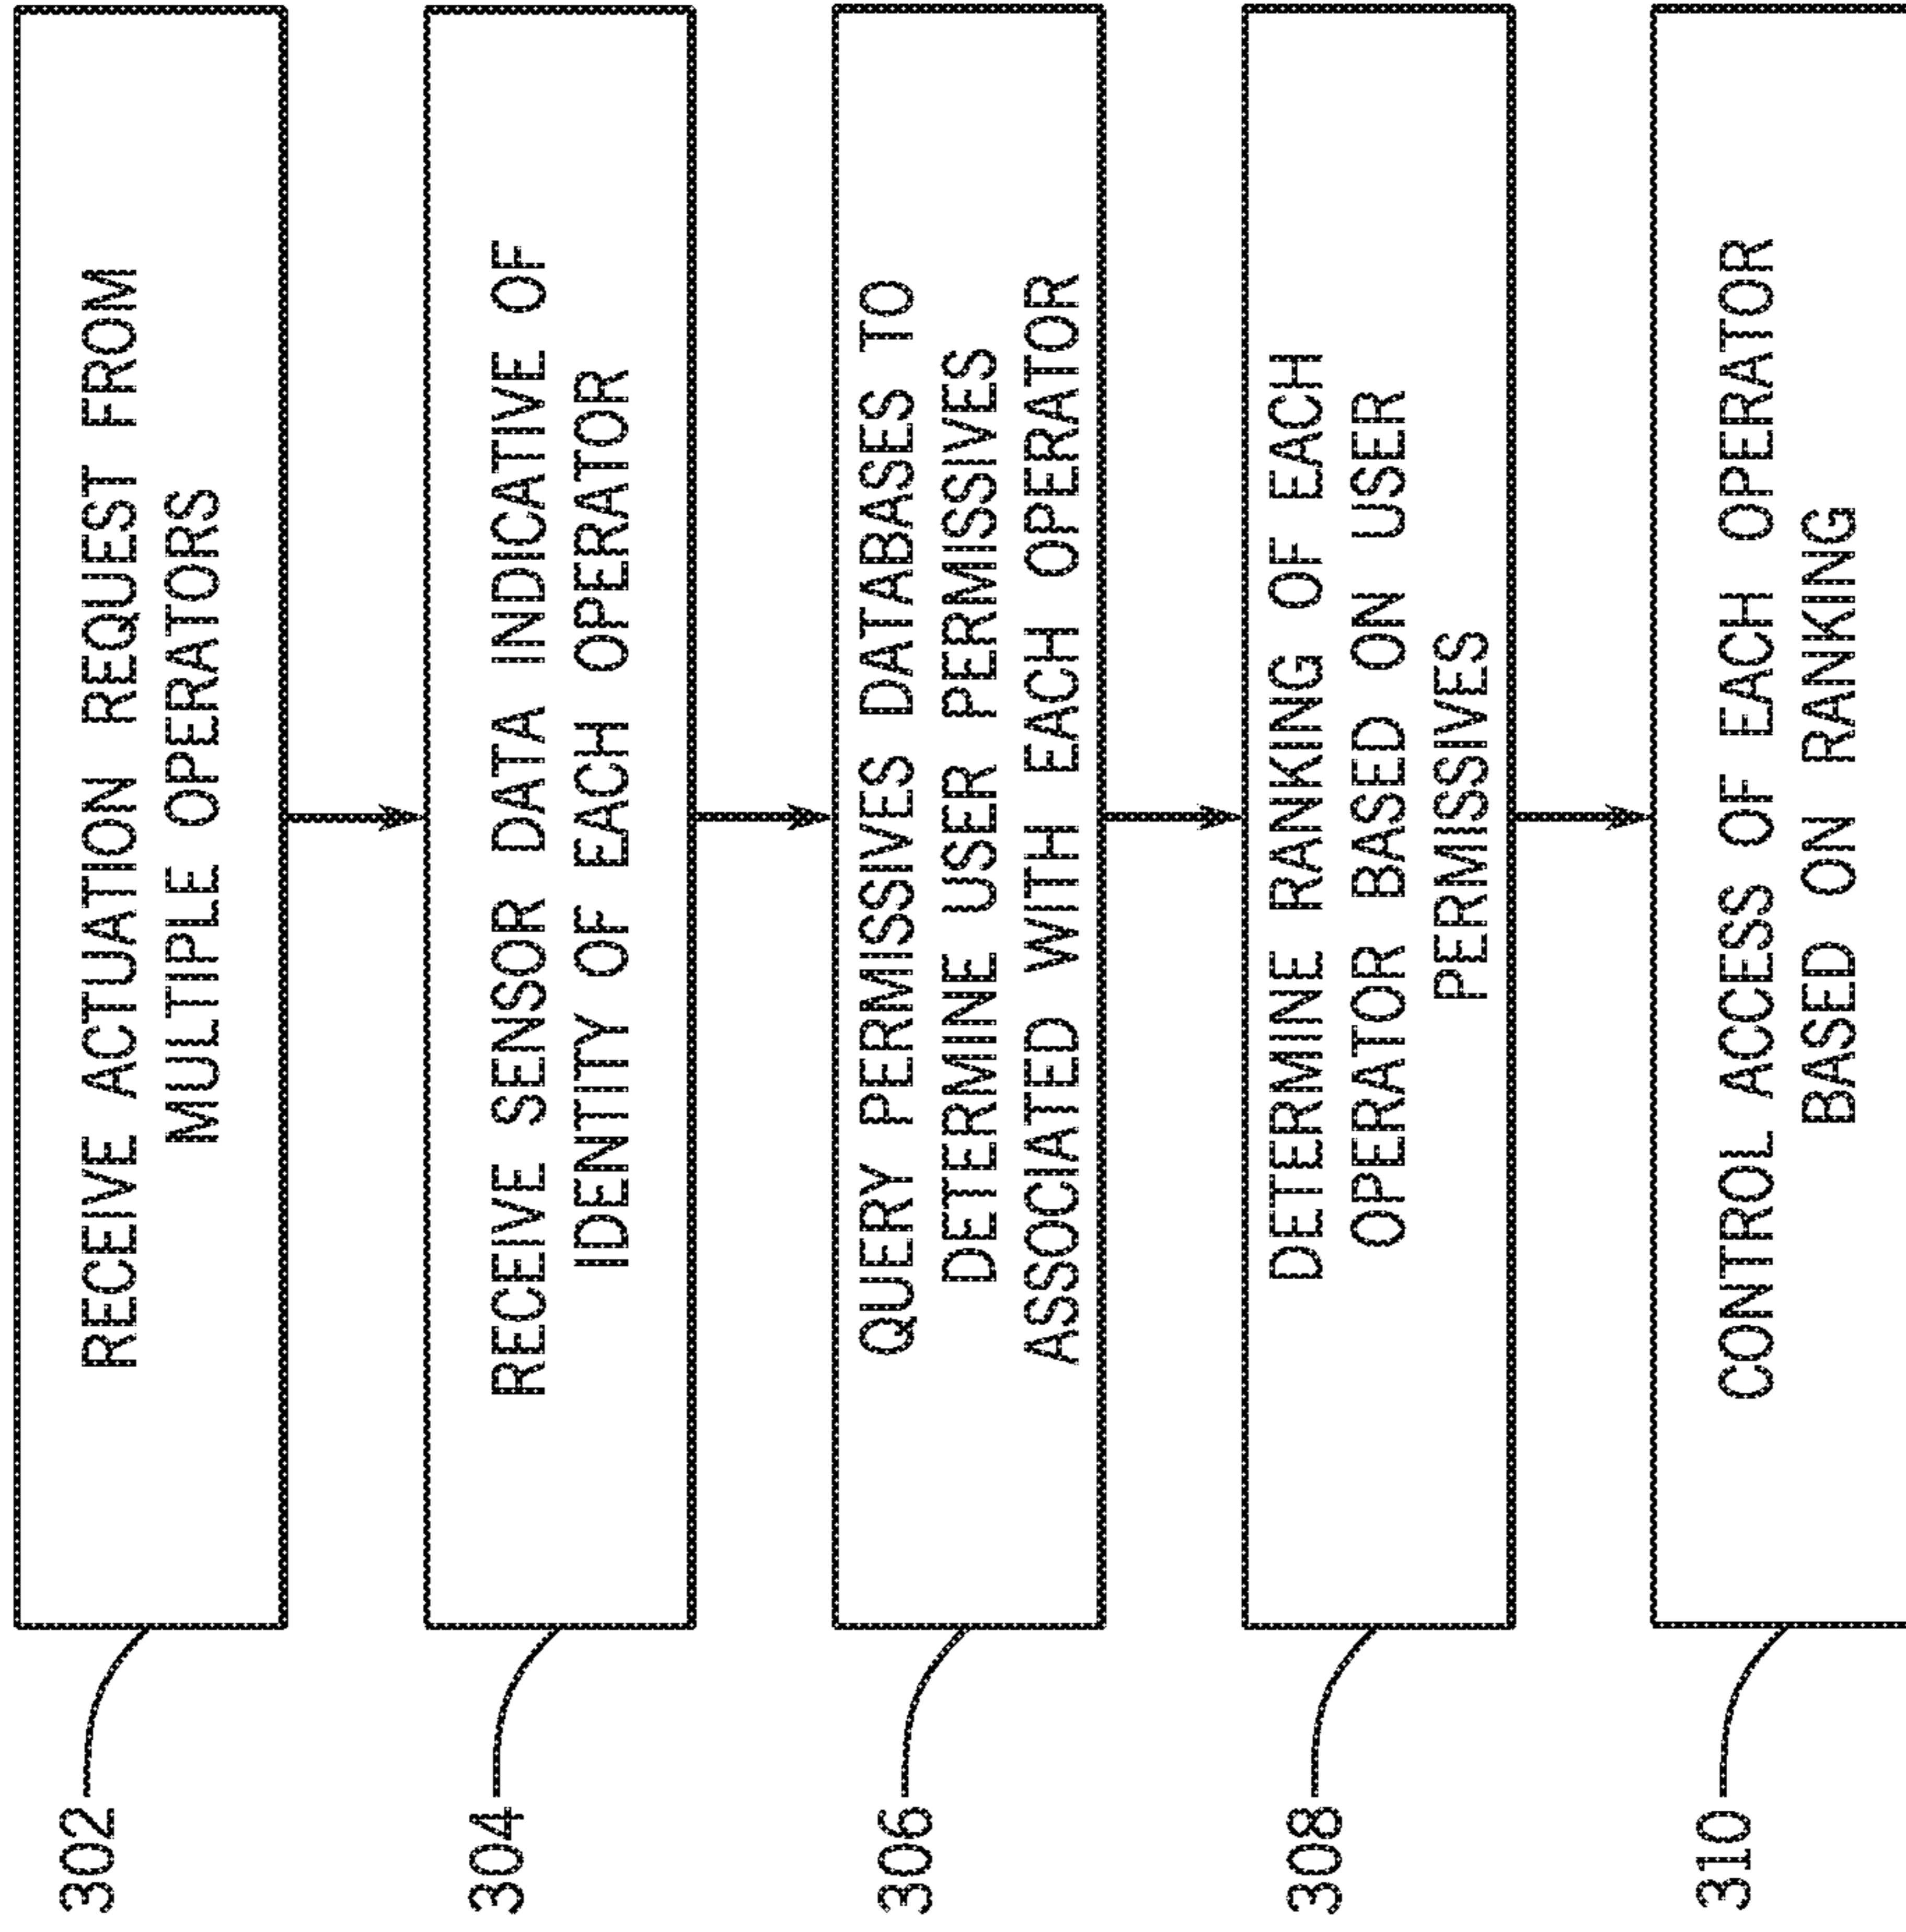 302
RECEIVE ACTUATION REQUEST FROM
MULTIPLE OPERATORS
304
RECEIVE SENSOR DATA INDICATIVE OF
IDENTITY OF EACH OPERATOR
306
QUERY PERMISSIVES DATABASES TO
DETERMINE USER PERMISSIVES
ASSOCIATED WITH EACH OPERATOR
308
DETERMINE RANKING OF EACH
OPERATOR BASED ON USER
PERMISSIVES
310
CONTROL ACCESS OF EACH OPERATOR
BASED ON RANKING